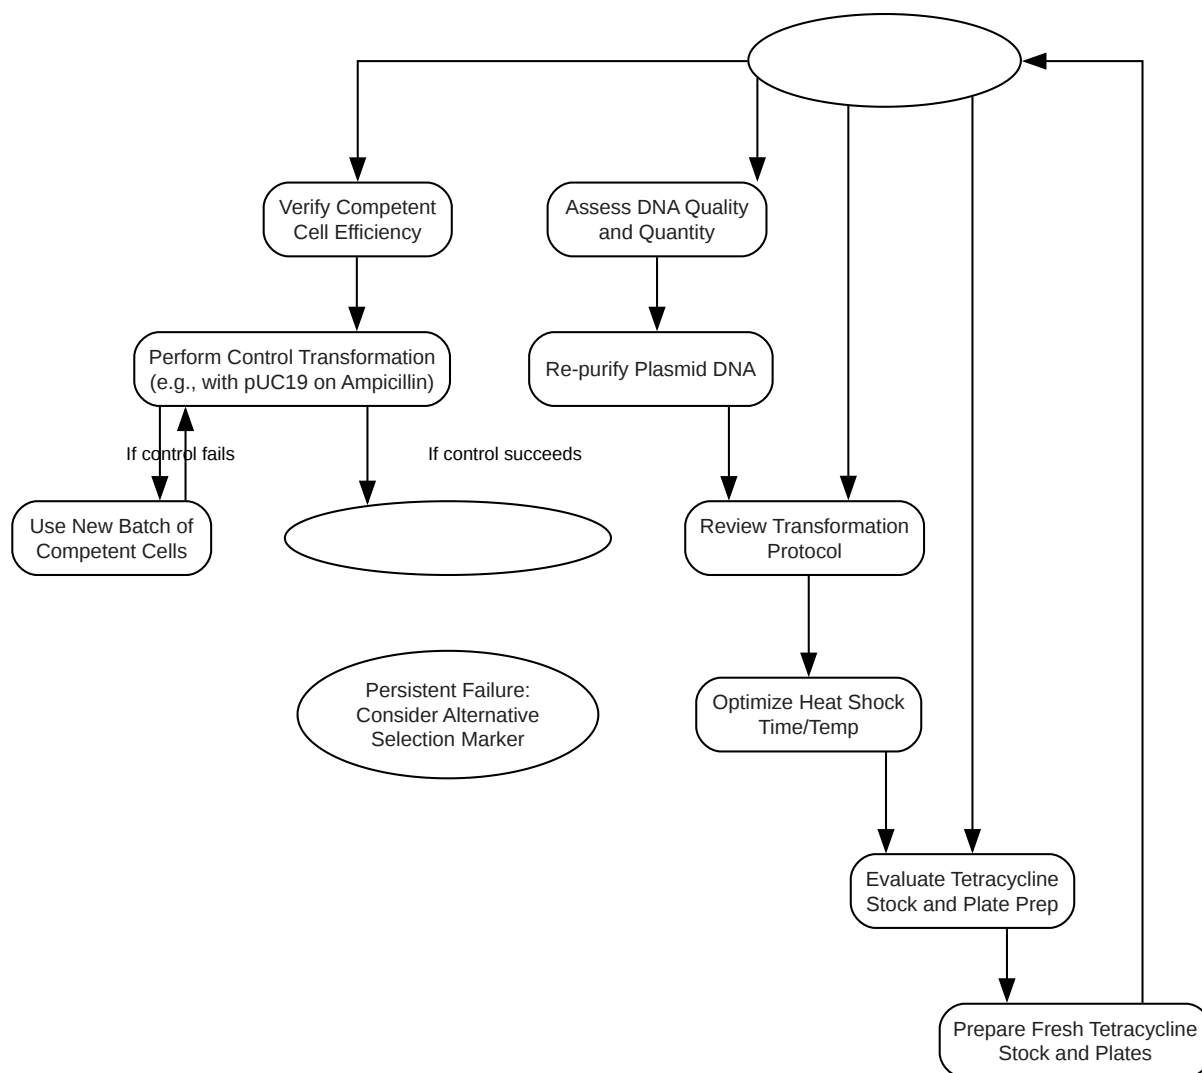 Verify Competent
Cell Efficiency
Assess DNA Quality
and Quantity
Perform Control Transformation
(e.g., with pUC19 on Ampicillin)
Re-purify Plasmid DNA
If control fails
If control succeeds
Use New Batch of
Competent Cells
Review Transformation
Protocol
Persistent Failure:
Consider Alternative
Selection Marker
Optimize Heat Shock
Time/Temp
Evaluate Tetracycline
Stock and Plate Prep
Prepare Fresh Tetracycline
Stock and Plates